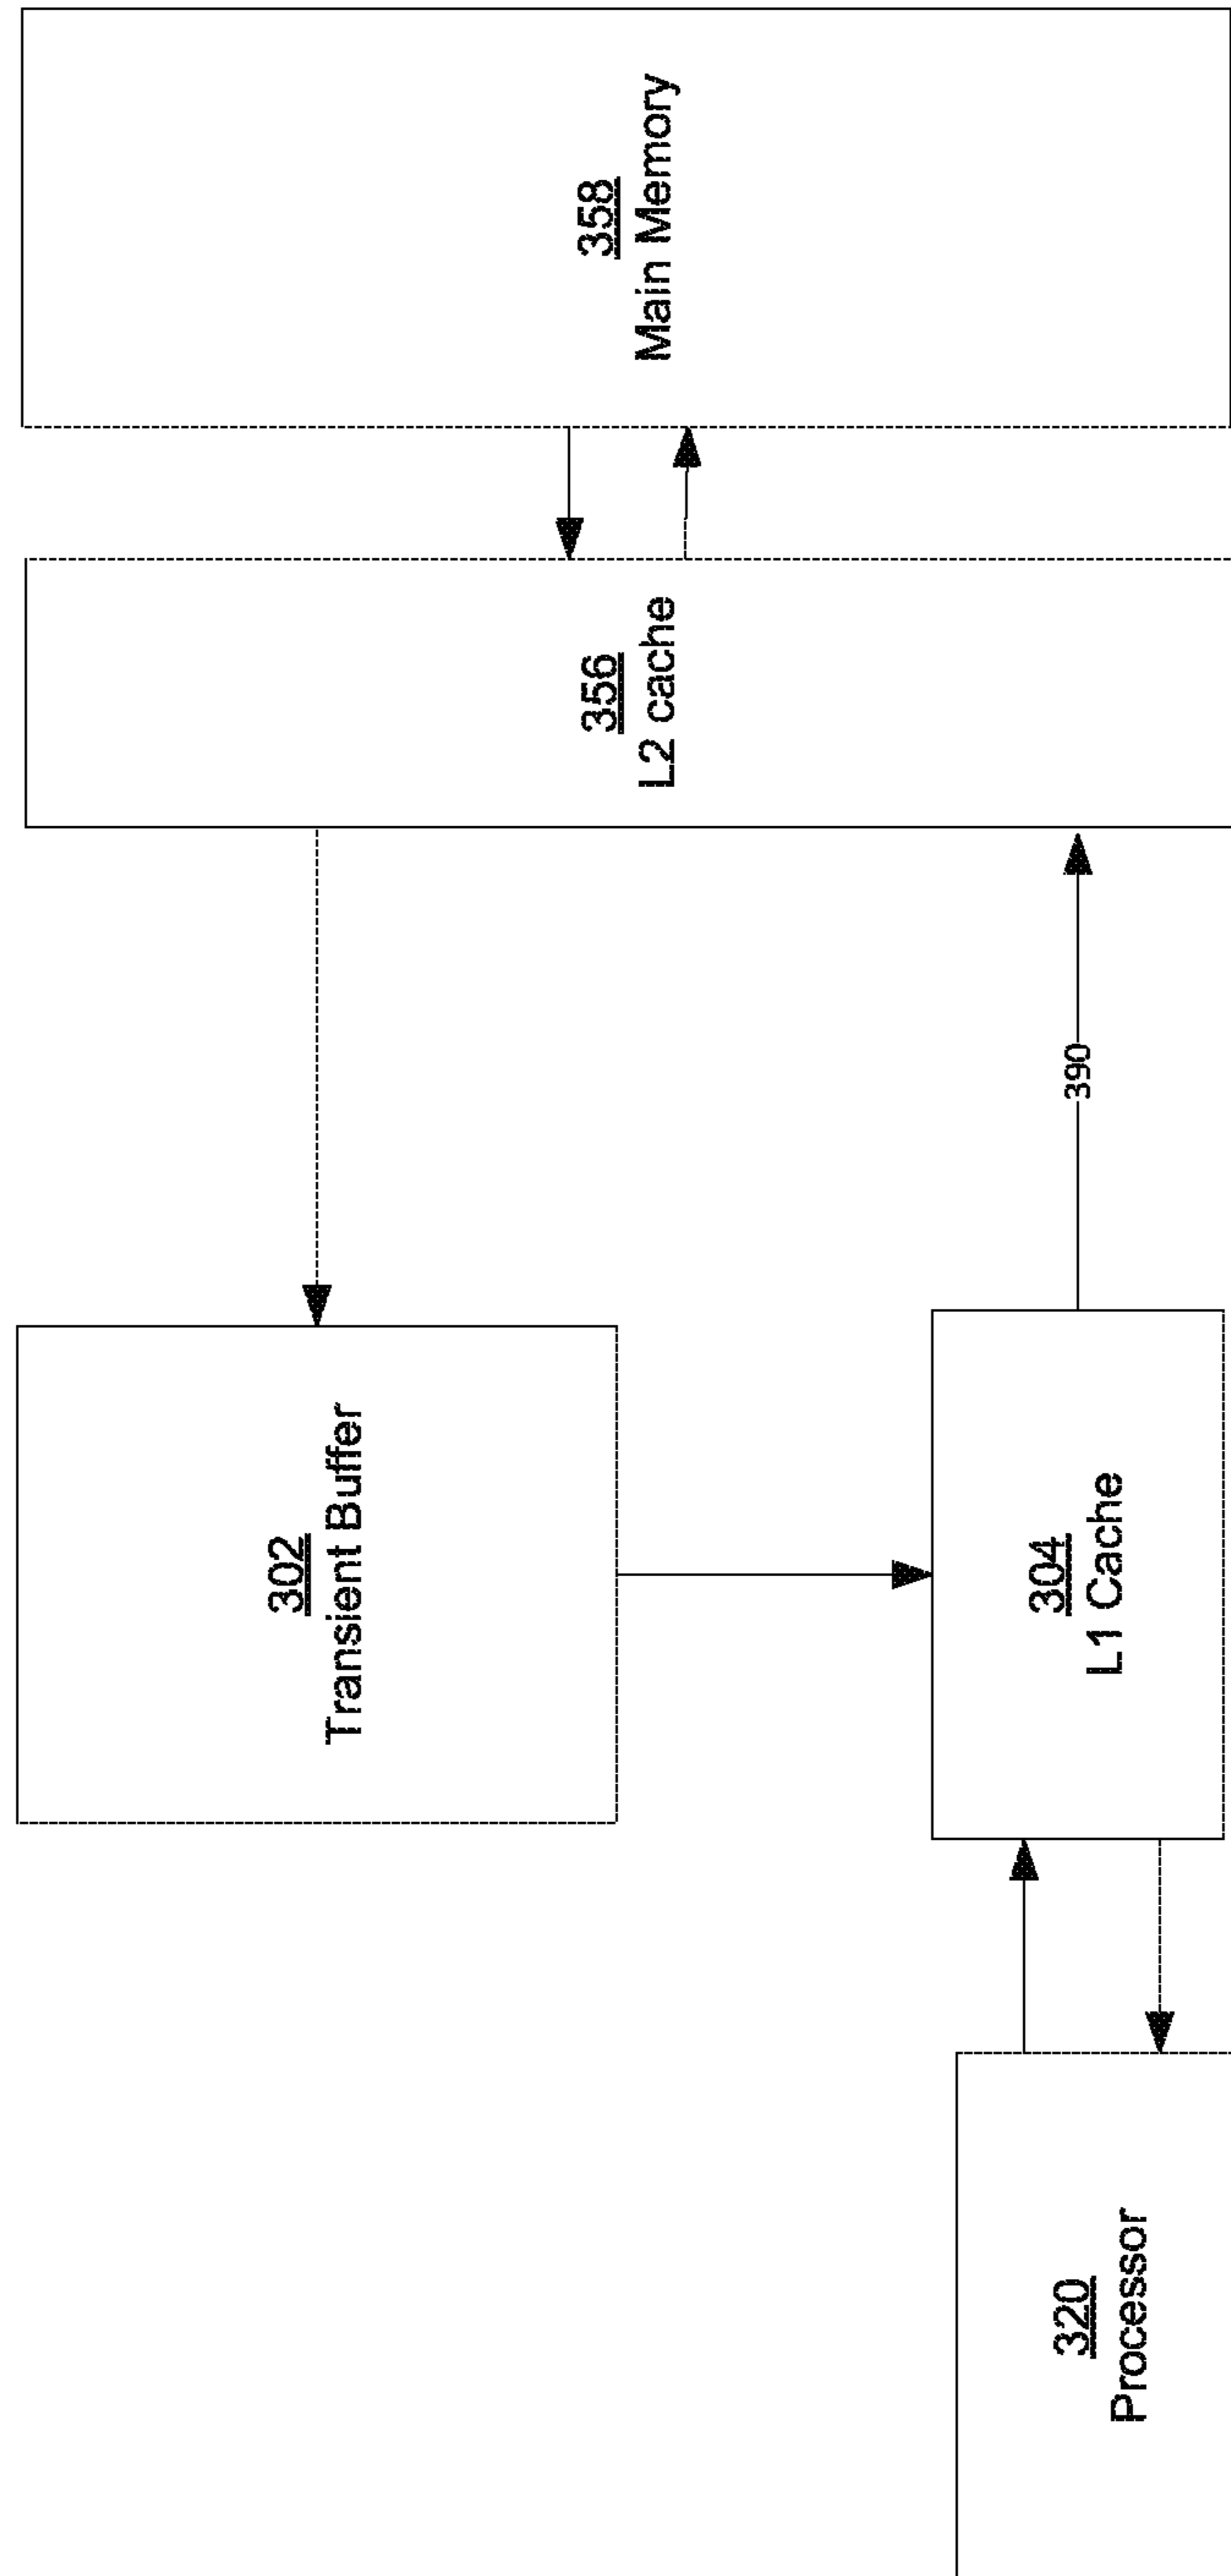 302
Transient Buffer
320
Processor
304
L1 Cache
390
356
L2 cache
358
Main Memory